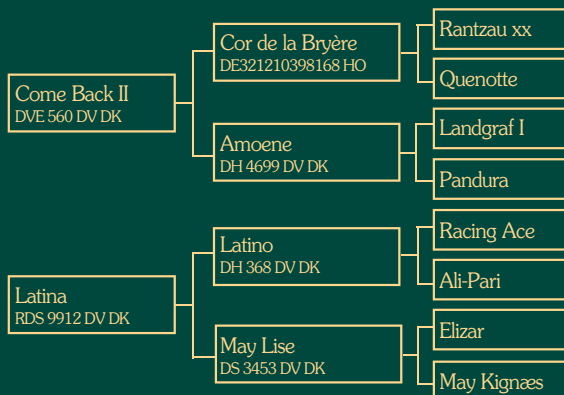 Come Back II
DVE 560 DV DK
Cor de la Bryère
DE321210398168 HO
Rantzau xx
Quenotte
Amoene
DH 4699 DV DK
Landgraf I
Pandura
Latina
RDS 9912 DV DK
Latino
DH 368 DV DK
Racing Ace
Ali-Pari
May Lise
DS 3453 DV DK
Elizar
May Kignæs